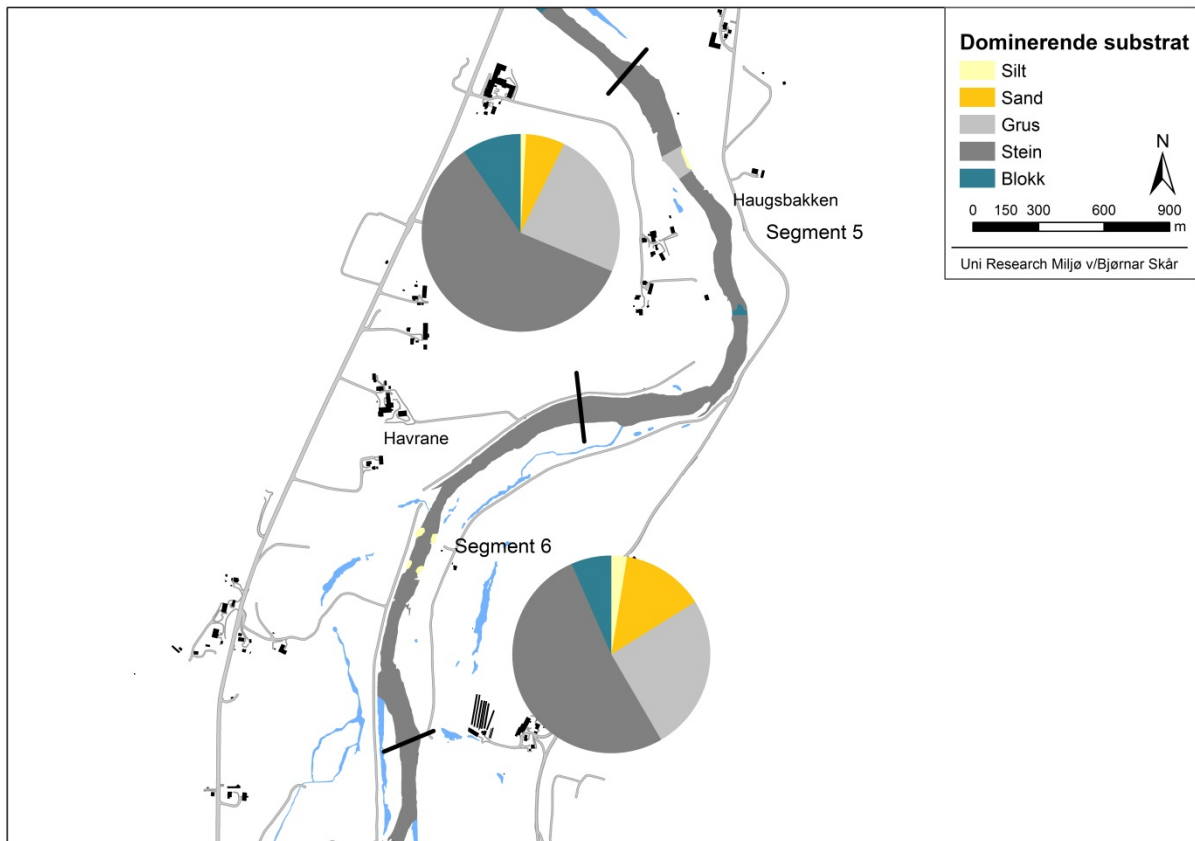 Dominerende substrat
Silt
Sand
Grus
Stein
Blokk
N
0 150 300 600 900
m
Uni Research Miljø v/Bjørnar Skår
Haugsbakken
Segment 5
Havrane
Segment 6